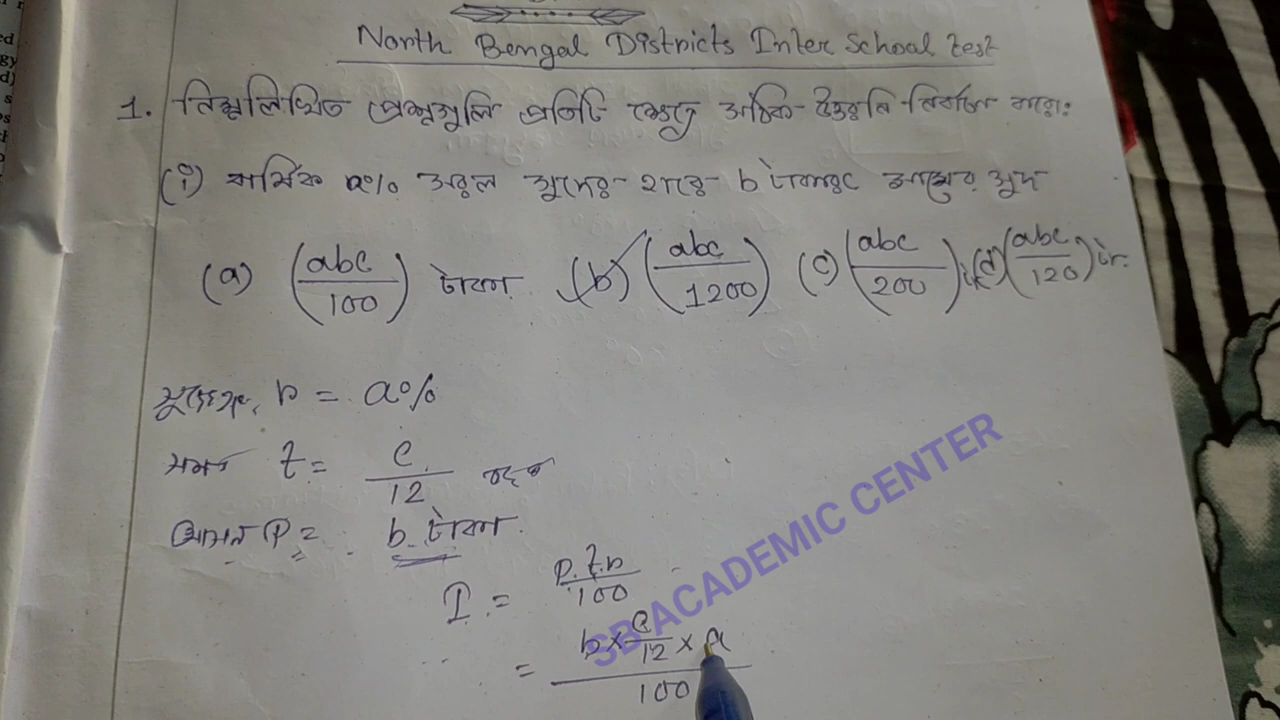 North Bengal Districts Inter School test
1. নিম্নলিখিত প্রশ্নগুলি প্রতিটি ক্ষেত্রে সঠিক উত্তরটি নির্বাচন করো:
(i) বার্ষিক a% সরল সুদের হারে b টাকার c মাসের সুদ
(a) (abc/100) টাকা (b) (abc/1200) (c) (abc/200) (d) (abc/120) টা.
r = a%
সময় t = c/12 বছর
আসল P = b টাকা
I = P.t.r/100
= b×c/12×a/100
SB ACADEMIC CENTER